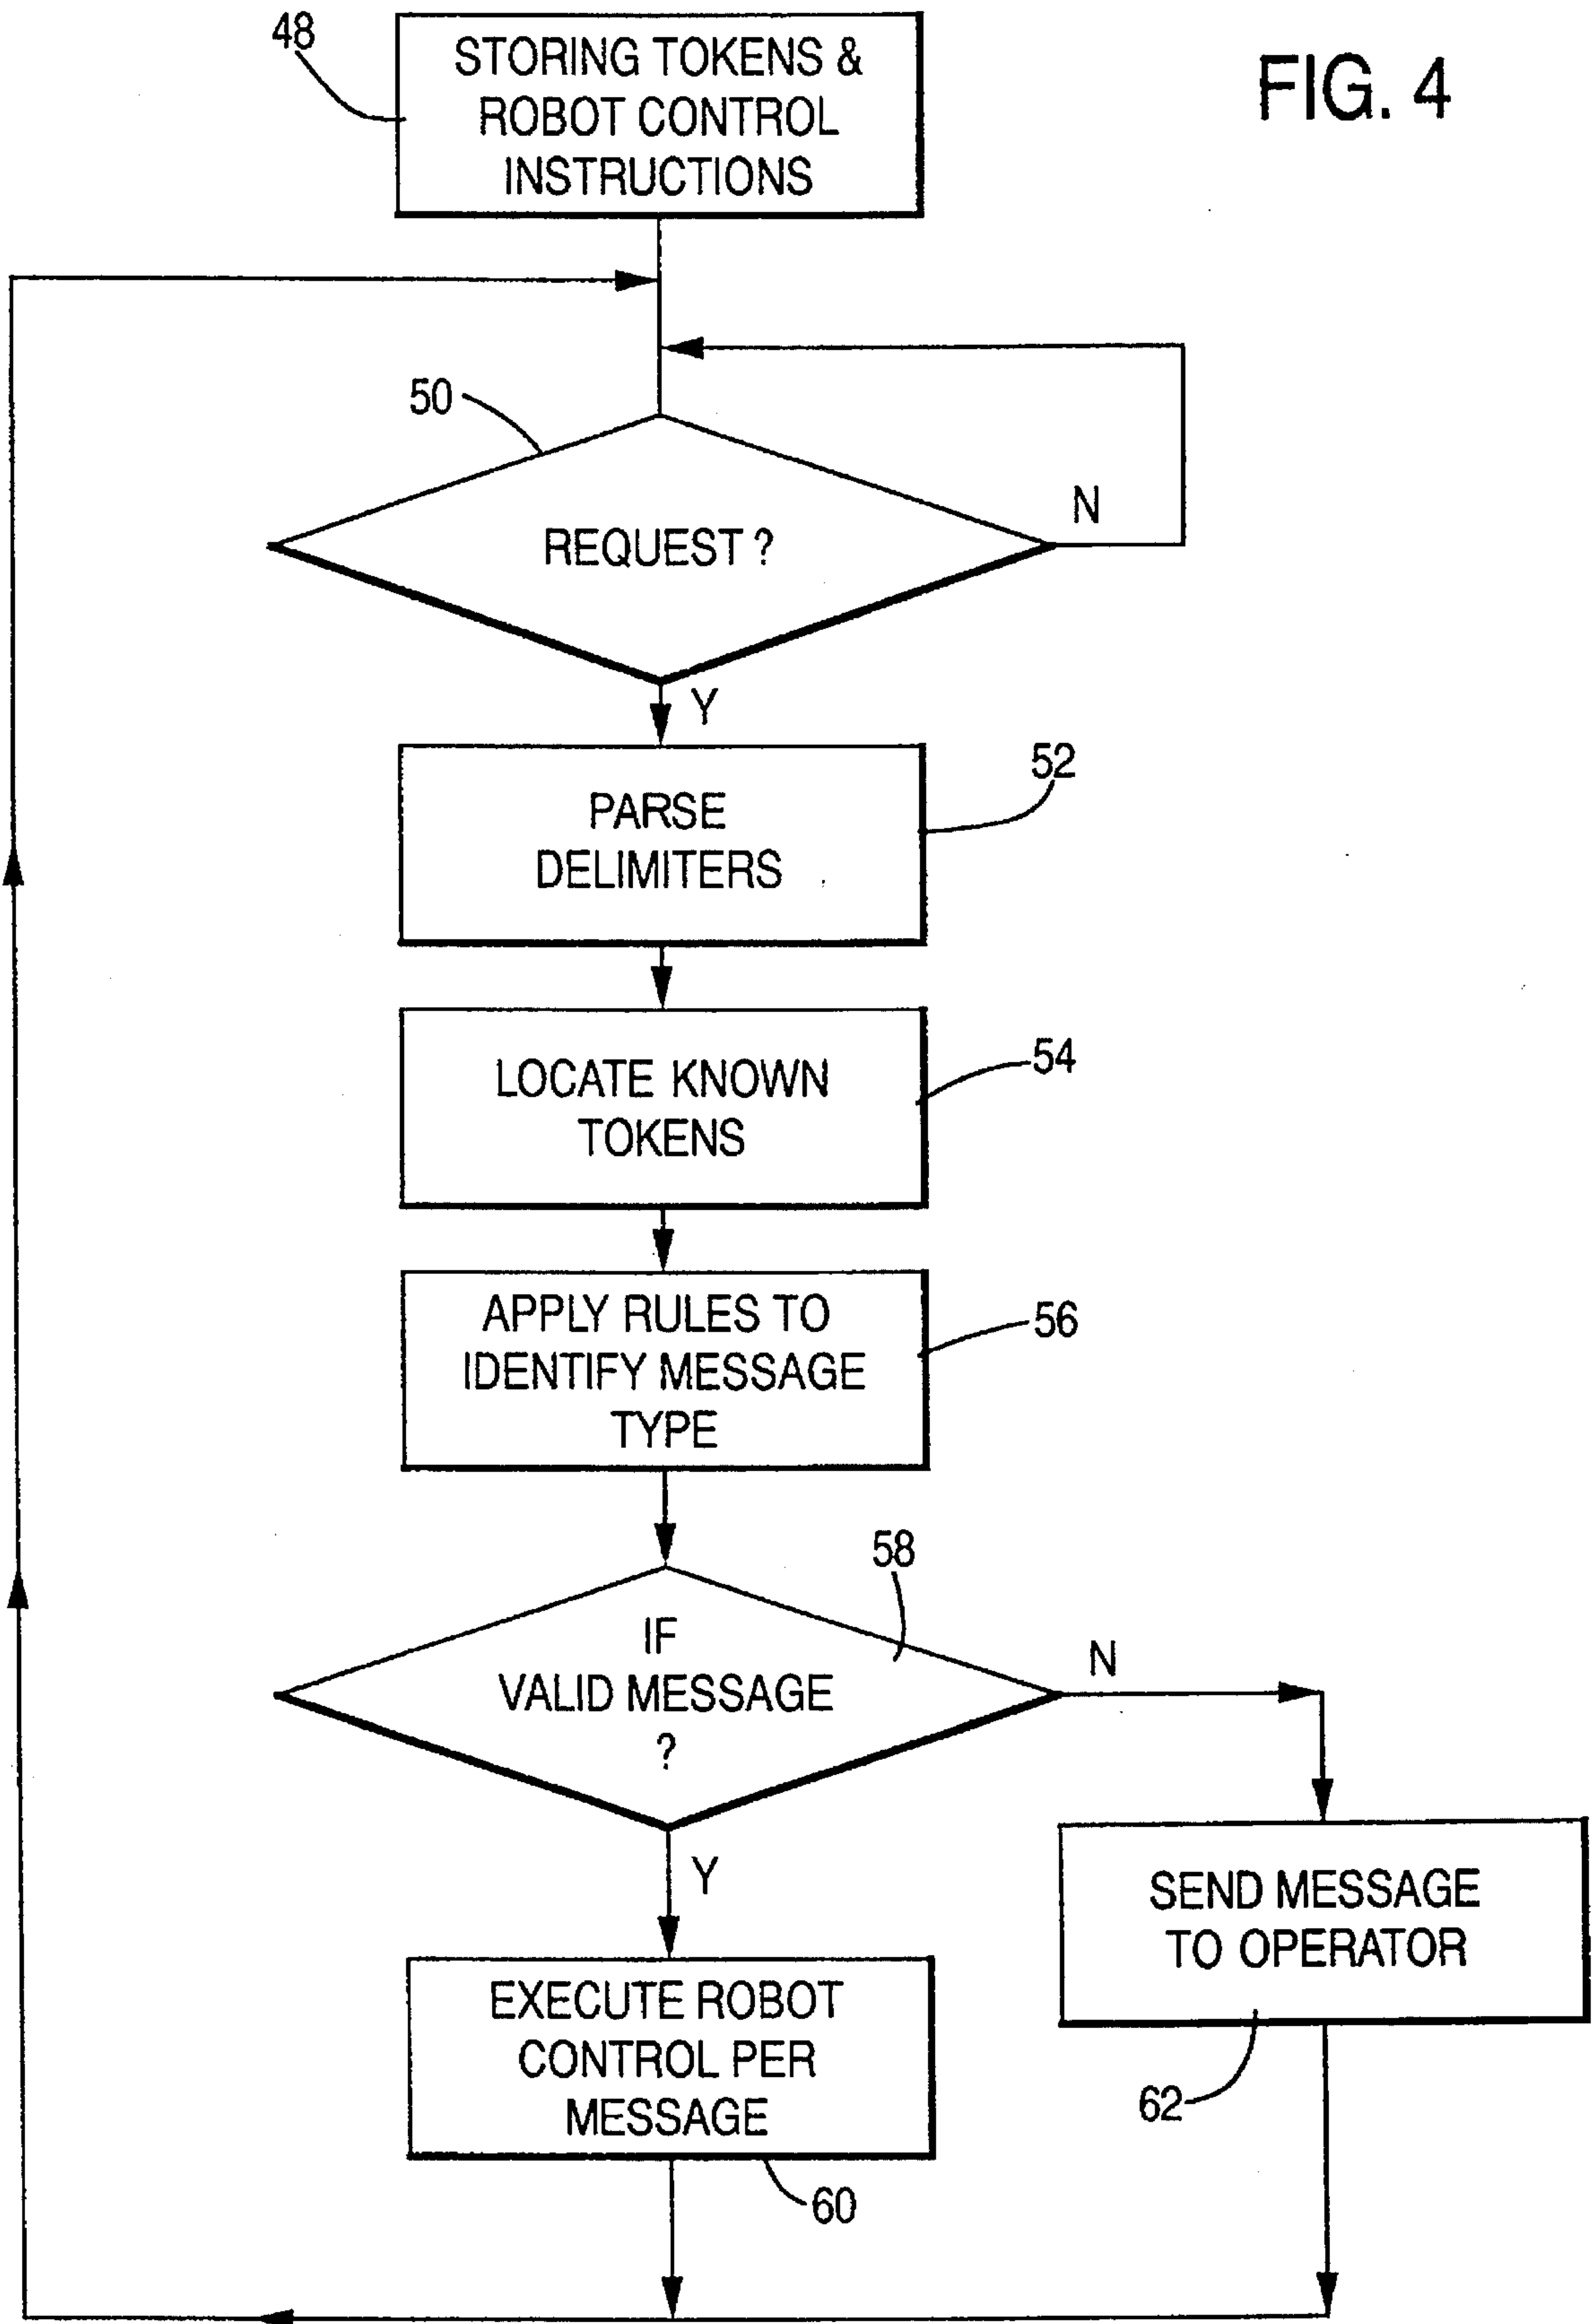 FIG. 4
48
STORING TOKENS &
ROBOT CONTROL
INSTRUCTIONS
50
REQUEST ?
N
Y
PARSE
DELIMITERS
52
LOCATE KNOWN
TOKENS
54
APPLY RULES TO
IDENTIFY MESSAGE
TYPE
56
58
IF
VALID MESSAGE
?
N
Y
SEND MESSAGE
TO OPERATOR
62
EXECUTE ROBOT
CONTROL PER
MESSAGE
60